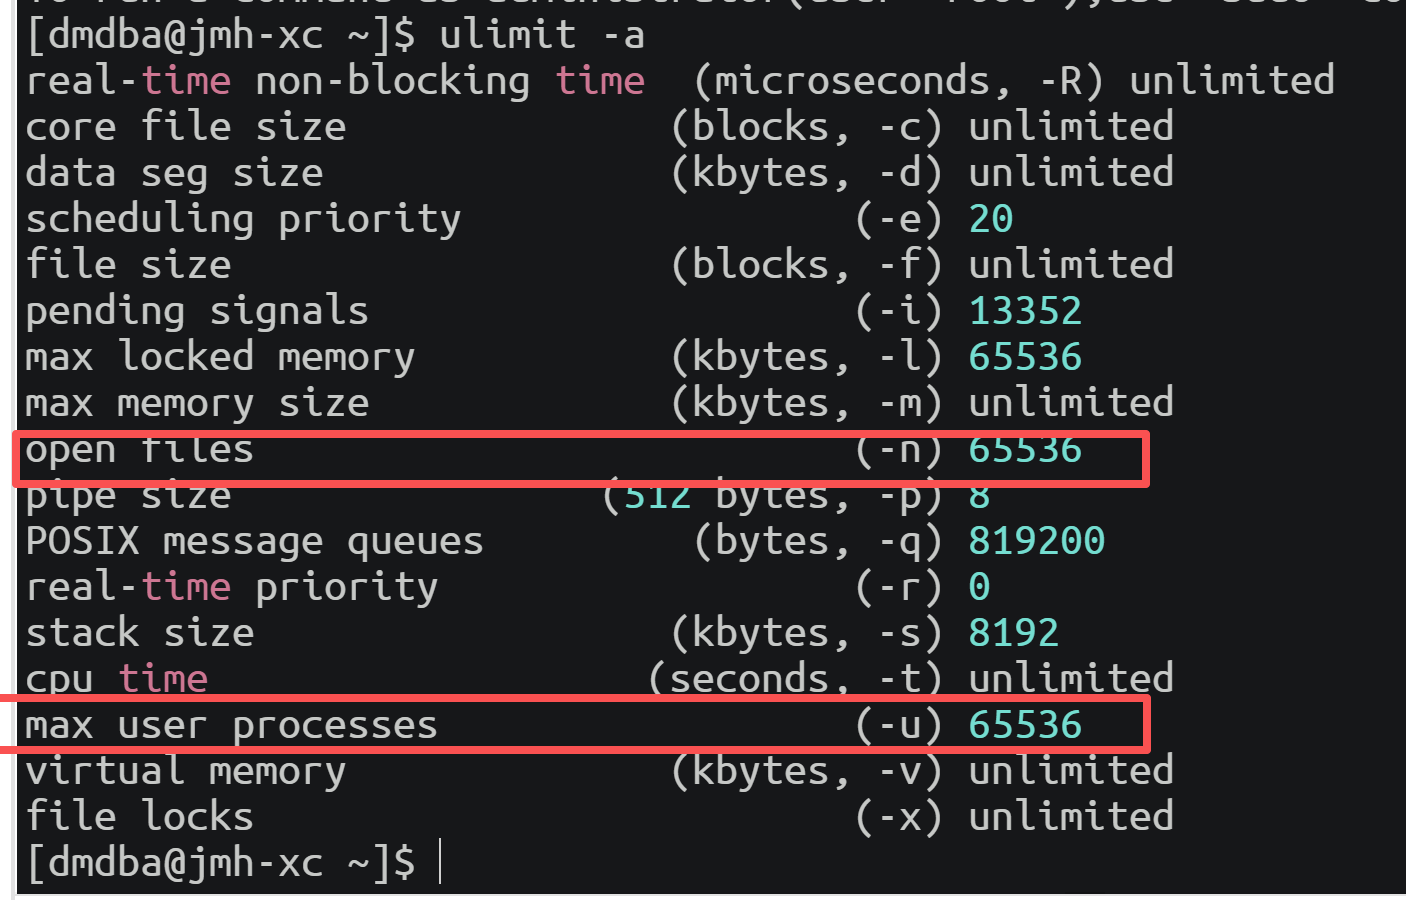 [dmdba@jmh-xc ~]$ ulimit -a
real-time non-blocking time  (microseconds, -R) unlimited
core file size              (blocks, -c) unlimited
data seg size               (kbytes, -d) unlimited
scheduling priority                 (-e) 20
file size                   (blocks, -f) unlimited
pending signals                     (-i) 13352
max locked memory           (kbytes, -l) 65536
max memory size             (kbytes, -m) unlimited
open files                          (-n) 65536
pipe size                (512 bytes, -p) 8
POSIX message queues         (bytes, -q) 819200
real-time priority                  (-r) 0
stack size                  (kbytes, -s) 8192
cpu time                   (seconds, -t) unlimited
max user processes                  (-u) 65536
virtual memory              (kbytes, -v) unlimited
file locks                          (-x) unlimited
[dmdba@jmh-xc ~]$